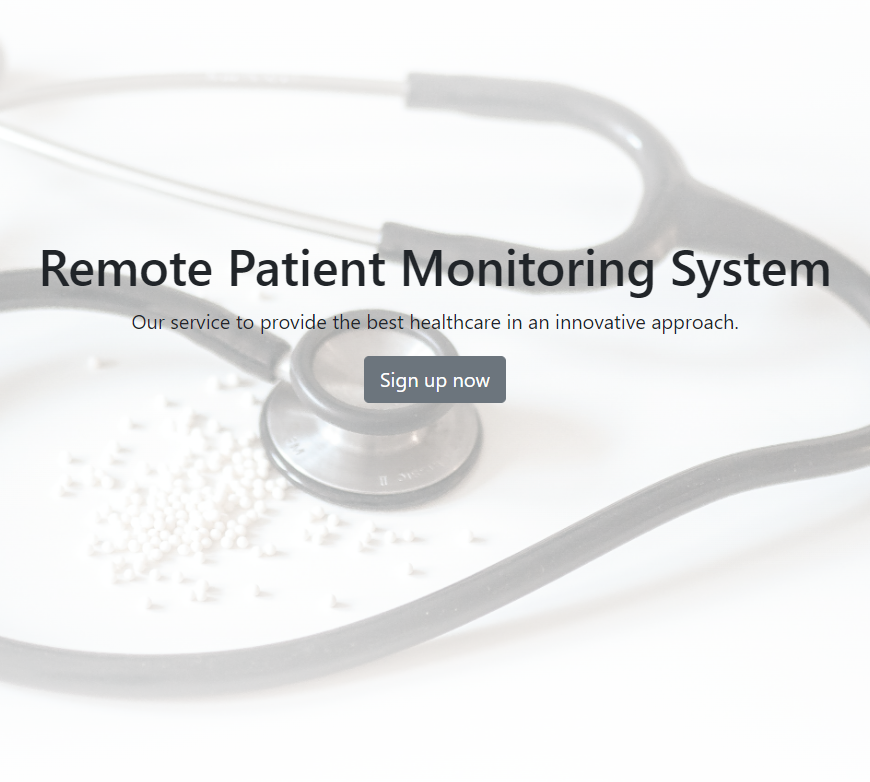 Remote Patient Monitoring System
Our service to provide the best healthcare in an innovative approach.
Sign up now